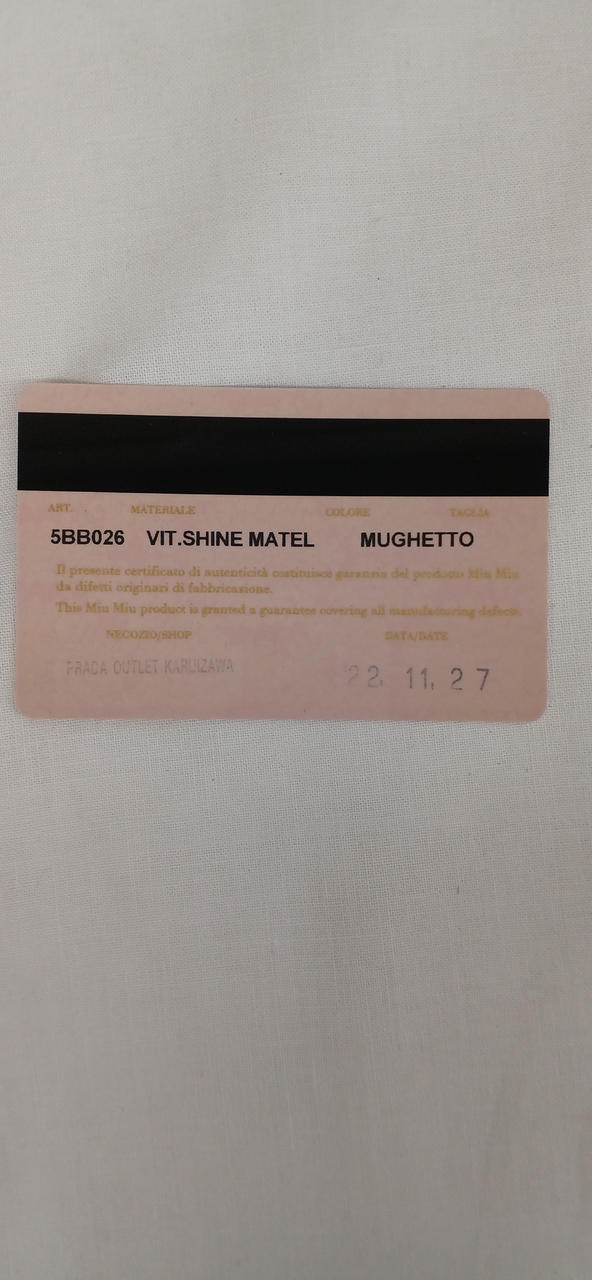 ART. MATERIALE COLORE TAGLIA
5BB026 VIT.SHINE MATEL MUGHETTO
Il presente certificato di autenticità costituisce garanzia del prodotto Miu Miu
da difetti originari di fabbricazione.
This Miu Miu product is granted a guarantee covering all manufacturing defects.
NEGOZIO/SHOP DATA/DATE
PRADA OUTLET KARUIZAWA 22. 11. 27